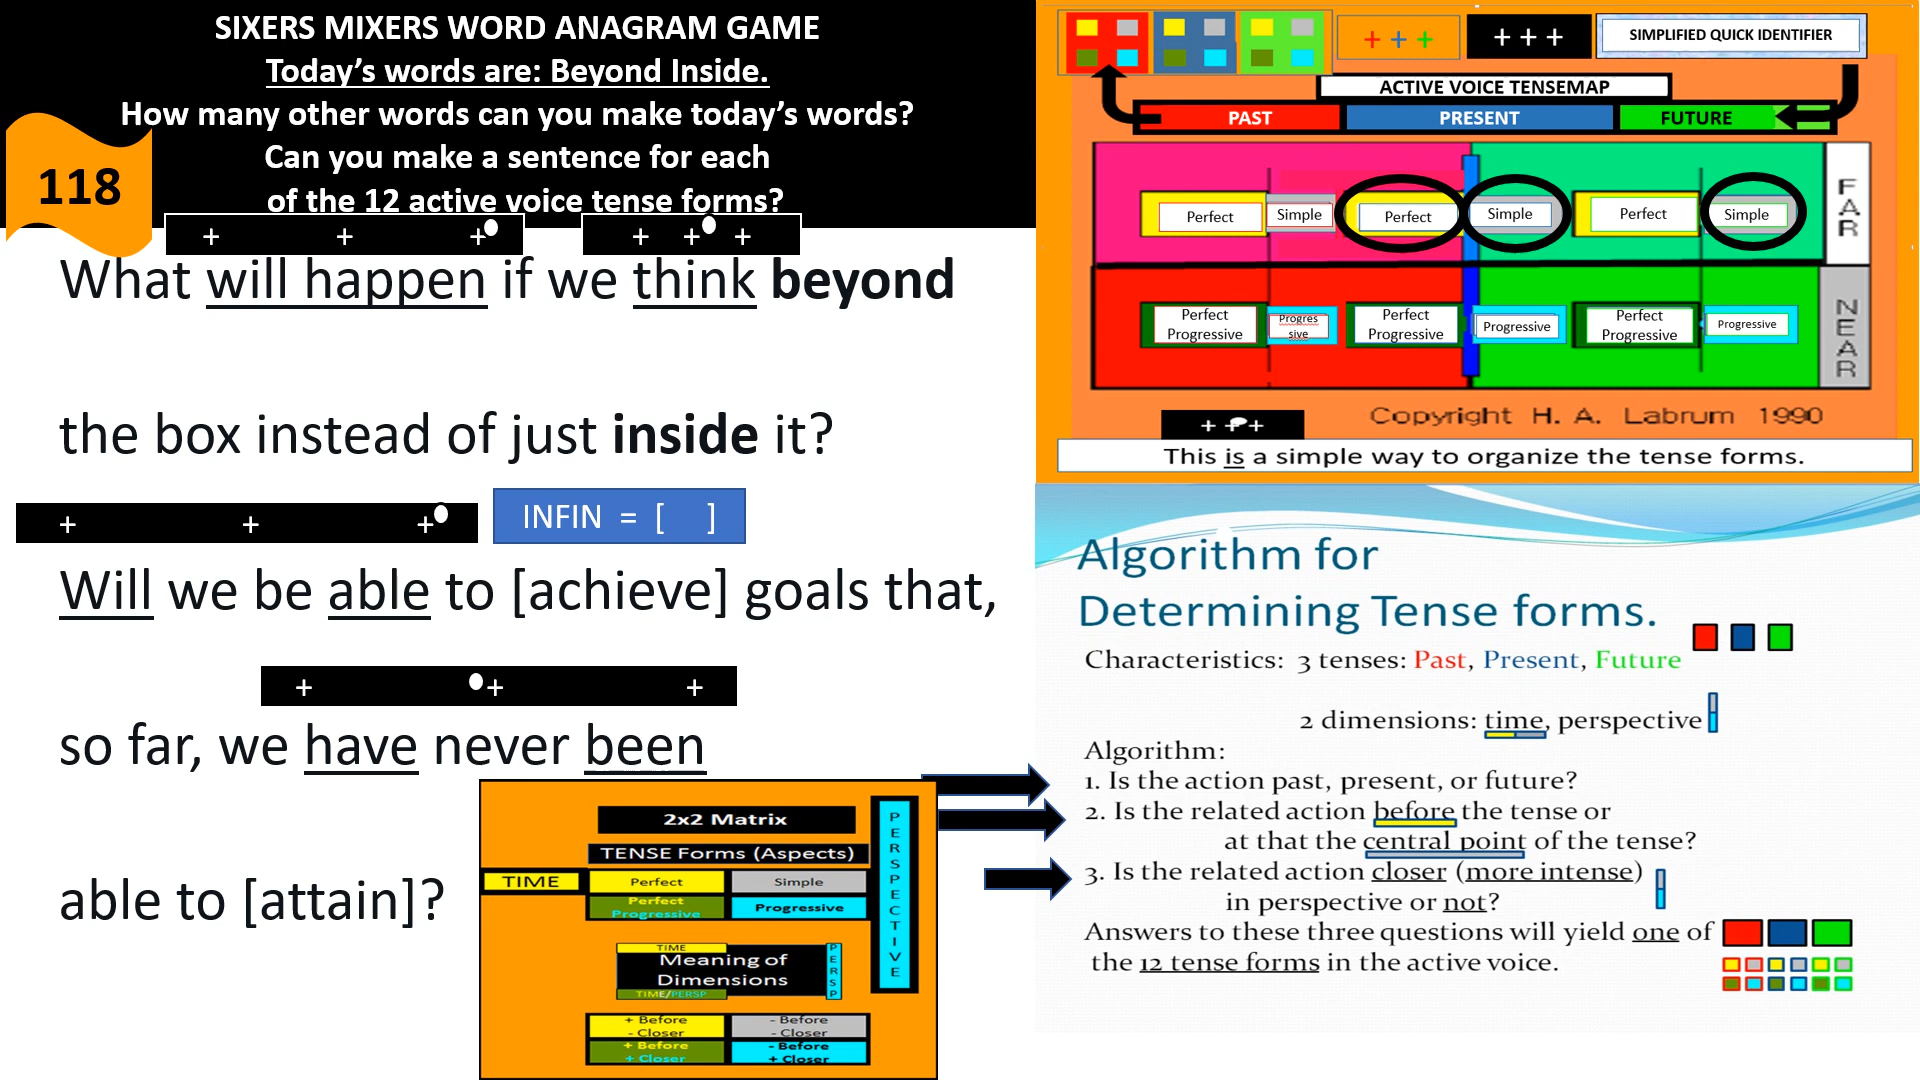 SIXERS MIXERS WORD ANAGRAM GAME
Today's words are: Beyond Inside.
How many other words can you make today's words?
Can you make a sentence for each
of the 12 active voice tense forms?
118
+ + +
+ + +
What will happen if we think beyond
the box instead of just inside it?
+ + +
INFIN = [ ]
Will we be able to [achieve] goals that,
+ + +
so far, we have never been
able to [attain]?
2x2 Matrix
TENSE Forms (Aspects)
TIME
Perfect
Simple
Perfect
Progressive
Progressive
PERSPECTIVE
TIME
Meaning of
Dimensions
PERSP
TIME/PERSP
+ Before
- Closer
- Before
- Closer
+ Before
+ Closer
- Before
+ Closer
+ + +
+ + +
SIMPLIFIED QUICK IDENTIFIER
ACTIVE VOICE TENSEMAP
PAST
PRESENT
FUTURE
Perfect
Simple
Perfect
Simple
Perfect
Simple
FAR
Perfect
Progressive
Progres
sive
Perfect
Progressive
Progressive
Perfect
Progressive
Progressive
NEAR
+ + +
Copyright H. A. Labrum 1990
This is a simple way to organize the tense forms.
Algorithm for
Determining Tense forms.
Characteristics: 3 tenses: Past, Present, Future
2 dimensions: time, perspective
Algorithm:
1. Is the action past, present, or future?
2. Is the related action before the tense or
at that the central point of the tense?
3. Is the related action closer (more intense)
in perspective or not?
Answers to these three questions will yield one of
the 12 tense forms in the active voice.